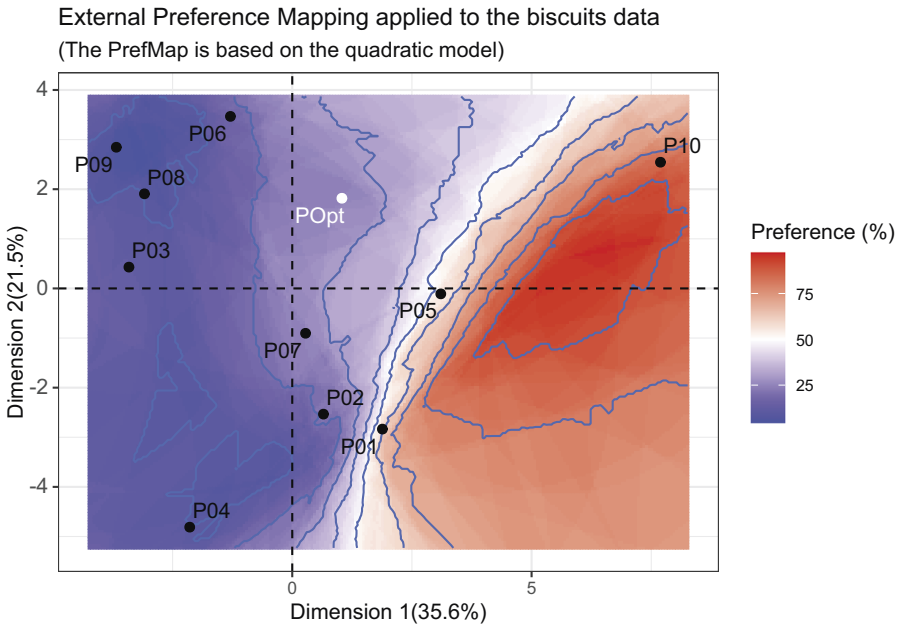 External Preference Mapping applied to the biscuits data
(The PrefMap is based on the quadratic model)
4
2
0
-2
-4
Dimension 2(21.5%)
P06
P09
P08
P03
P10
POpt
P05
P07
P02
P01
P04
0
5
Dimension 1(35.6%)
Preference (%)
75
50
25